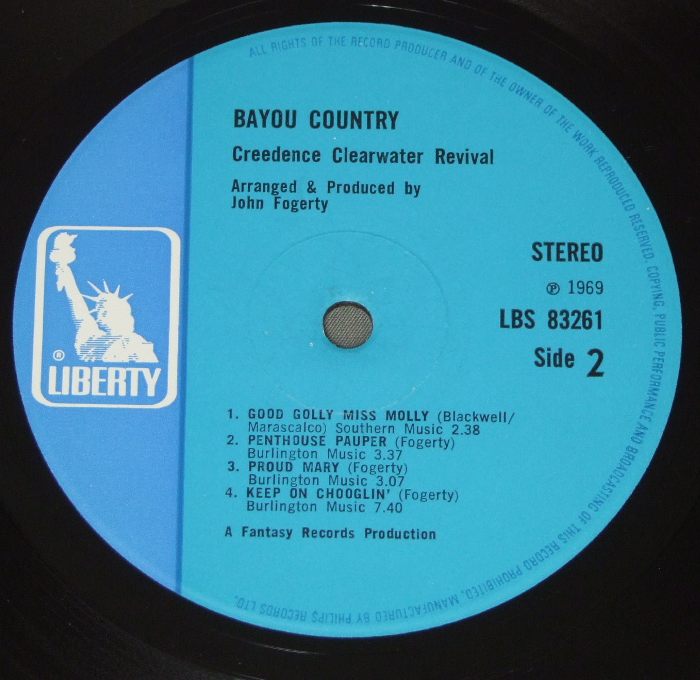 ALL RIGHTS OF THE RECORD PRODUCER AND OF THE OWNER OF THE WORK REPRODUCED RESERVED. COPYING, PUBLIC PERFORMANCE AND BROADCASTING OF THIS RECORD PROHIBITED, MANUFACTURED BY PHILIPS RECORDS LTD.
BAYOU COUNTRY
Creedence Clearwater Revival
Arranged & Produced by
John Fogerty
® LIBERTY
STEREO
℗ 1969
LBS 83261
Side 2
1. GOOD GOLLY MISS MOLLY (Blackwell/
Marascalco) Southern Music 2.38
2. PENTHOUSE PAUPER (Fogerty)
Burlington Music 3.37
3. PROUD MARY (Fogerty)
Burlington Music 3.07
4. KEEP ON CHOOGLIN' (Fogerty)
Burlington Music 7.40
A Fantasy Records Production